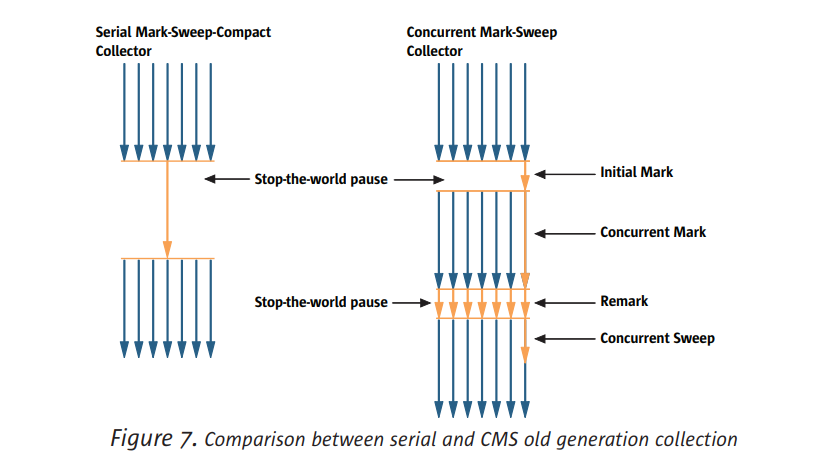 Serial Mark-Sweep-Compact
Collector
Concurrent Mark-Sweep
Collector
Stop-the-world pause
Initial Mark
Concurrent Mark
Stop-the-world pause
Remark
Concurrent Sweep
Figure 7. Comparison between serial and CMS old generation collection